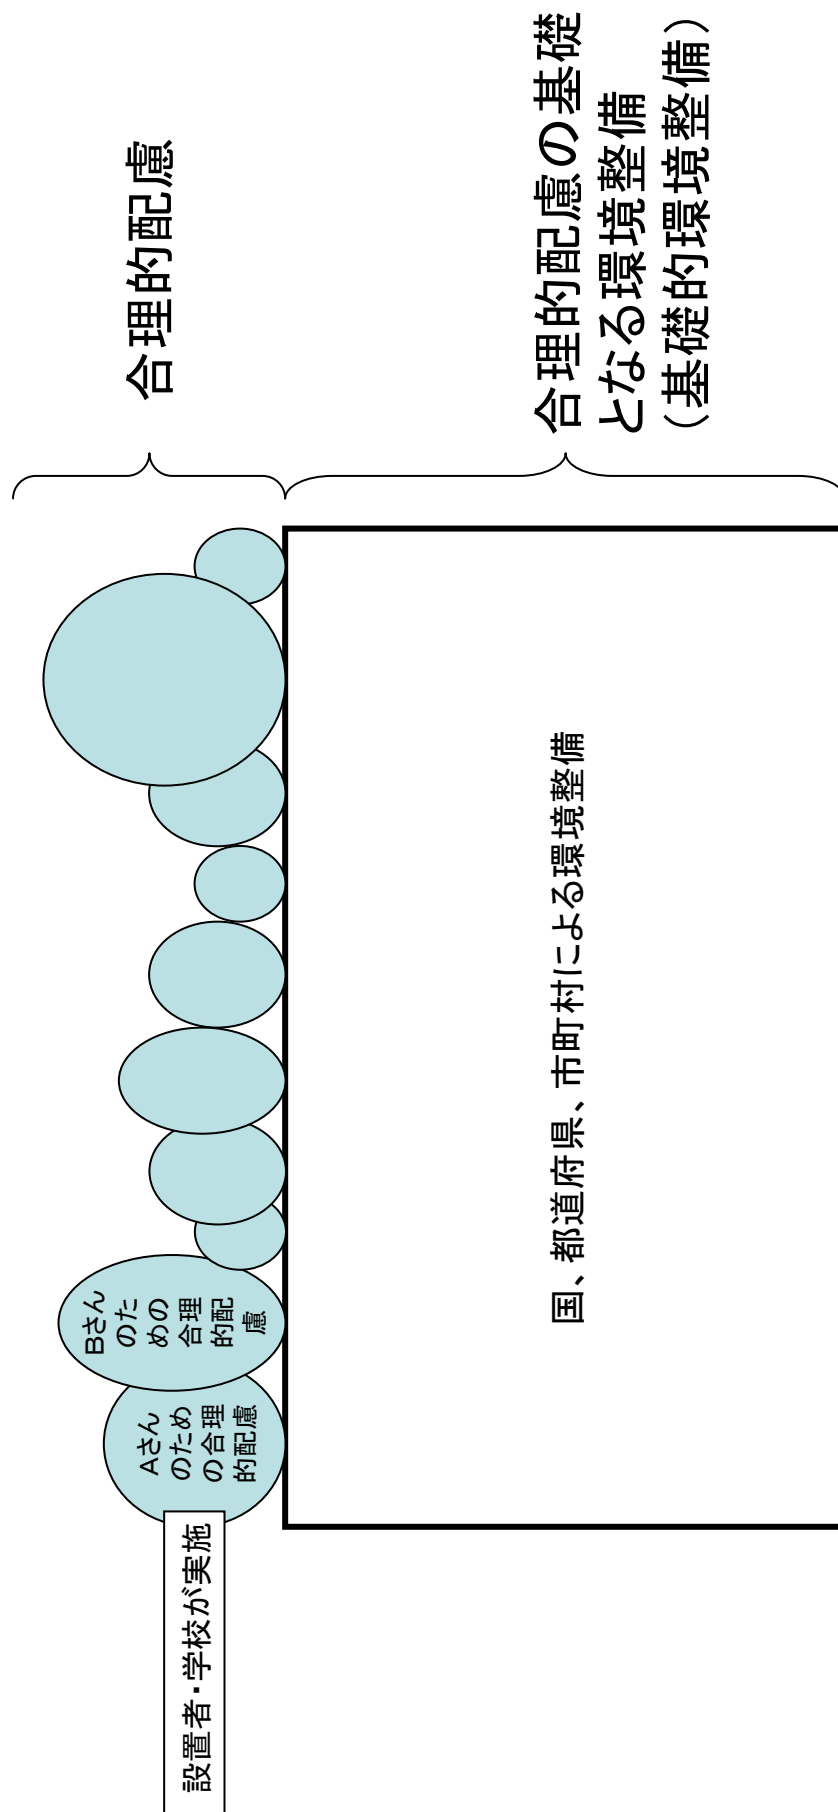 設置者・学校が実施
Aさん
のため
の合理
的配慮
Bさん
のた
めの
合理
的配
慮
合理的配慮
国、都道府県、市町村による環境整備
合理的配慮の基礎
となる環境整備
（基礎的環境整備）